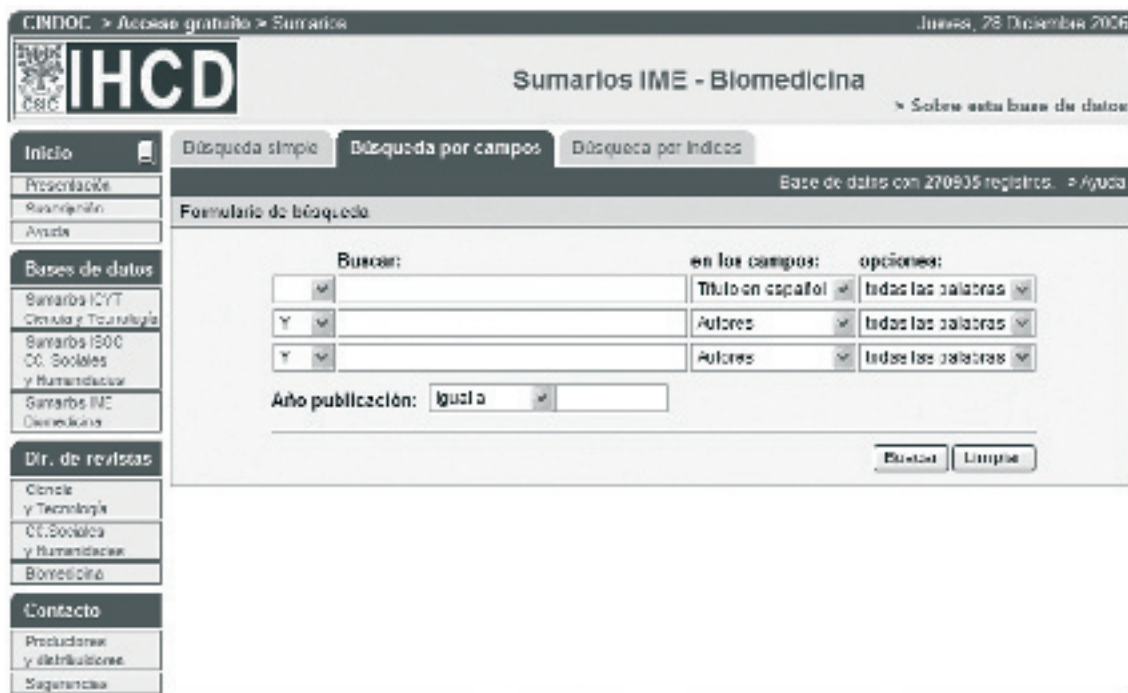 CINDOC > Acceso gratuito > Sumarios
Jueves, 28 Diciembre 2006
CSIC
IHCD
Sumarios IME - Biomedicina
> Sobre esta base de datos
Inicio
Presentación
Suscripción
Ayuda
Bases de datos
Sumarios ICYT
Ciencia y Tecnología
Sumarios ISOC
CC. Sociales
y Humanidades
Sumarios IME
Biomedicina
Dir. de revistas
Ciencia
y Tecnología
CC.Sociales
y Humanidades
Biomedicina
Contacto
Productores
y distribuidores
Sugerencias
Búsqueda simple
Búsqueda por campos
Búsqueda por índices
Base de datos con 270935 registros. > Ayuda
Formulario de búsqueda
Buscar: en los campos: opciones:
Título en español todas las palabras
Y Autores todas las palabras
Y Autores todas las palabras
Año publicación: Igual a
Buscar Limpiar